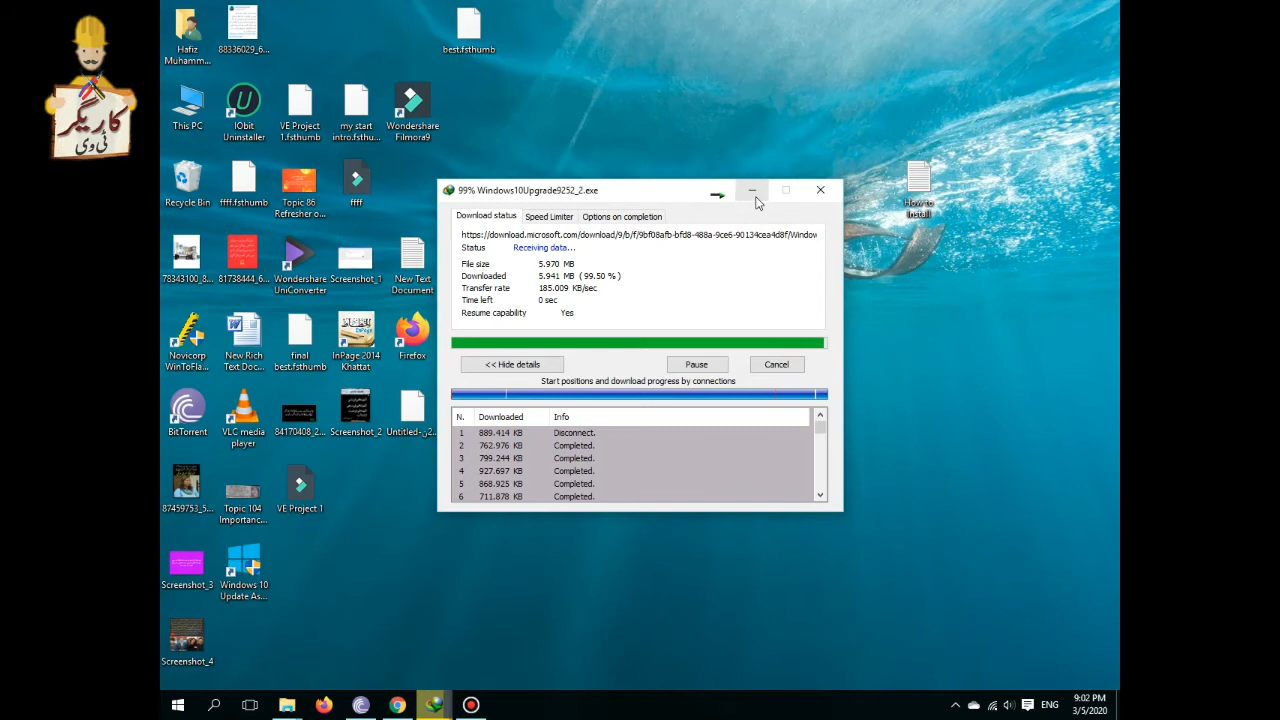 کاریگر
ٹی وی
Hafiz
Muhamm...
88336029_6...
best.fsthumb
This PC
IObit
Uninstaller
VE Project
1.fsthumb
my start
intro.fsthu...
Wondershare
Filmora9
Recycle Bin
ffff.fsthumb
Topic 86
Refresher o...
ffff
How to
Install
78343100_8...
81738444_6...
Wondershare
UniConverter
Screenshot_1
New Text
Document
Novicorp
WinToFla...
New Rich
Text Doc...
final
best.fsthumb
InPage 2014
Khattat
Firefox
BitTorrent
VLC media
player
84170408_2...
Screenshot_2
87459753_5...
Topic 104
Importanc...
VE Project 1
Screenshot_3
Windows 10
Update As...
Screenshot_4
99% Windows10Upgrade9252_2.exe
Download status
Speed Limiter
Options on completion
https://download.microsoft.com/download/9/b/f/9bf08afb-bfd8-488a-9ce6-90134cea4d8f/Window
Status Receiving data...
File size 5.970 MB
Downloaded 5.941 MB ( 99.50 % )
Transfer rate 185.009 KB/sec
Time left 0 sec
Resume capability Yes
<< Hide details
Pause
Cancel
Start positions and download progress by connections
N. Downloaded Info
1 889.414 KB Disconnect.
2 762.976 KB Completed.
3 799.244 KB Completed.
4 927.697 KB Completed.
5 868.925 KB Completed.
6 711.878 KB Completed.
ENG
9:02 PM
3/5/2020